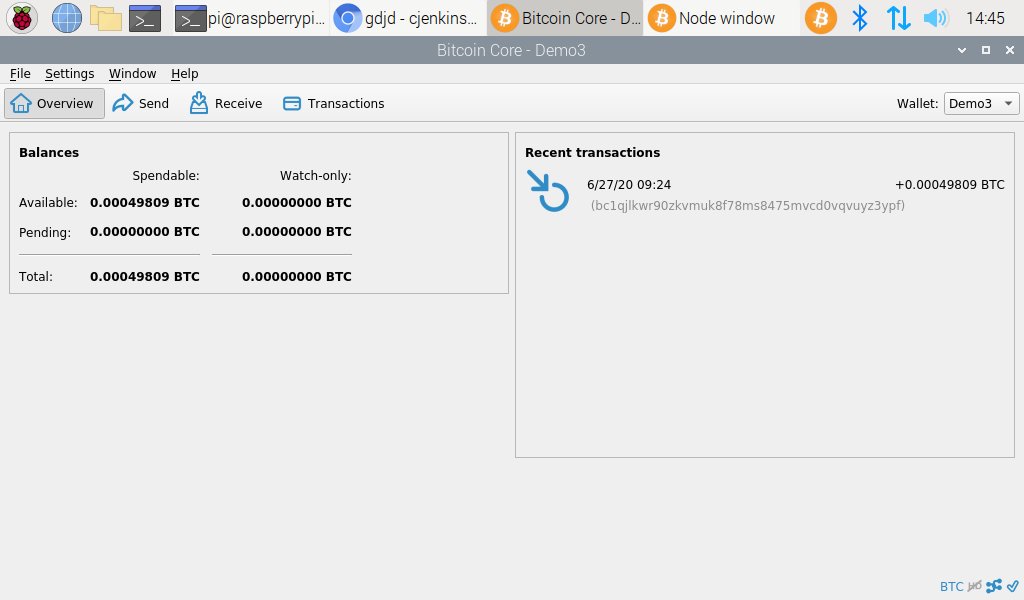 pi@raspberrypi... gdjd - cjenkins... Bitcoin Core - D... Node window 14:45
Bitcoin Core - Demo3
File Settings Window Help
Overview Send Receive Transactions Wallet: Demo3
Balances
Spendable: Watch-only:
Available: 0.00049809 BTC 0.00000000 BTC
Pending: 0.00000000 BTC 0.00000000 BTC
Total: 0.00049809 BTC 0.00000000 BTC
Recent transactions
6/27/20 09:24 +0.00049809 BTC
(bc1qjlkwr90zkvmuk8f78ms8475mvcd0vqvuyz3ypf)
BTC HD